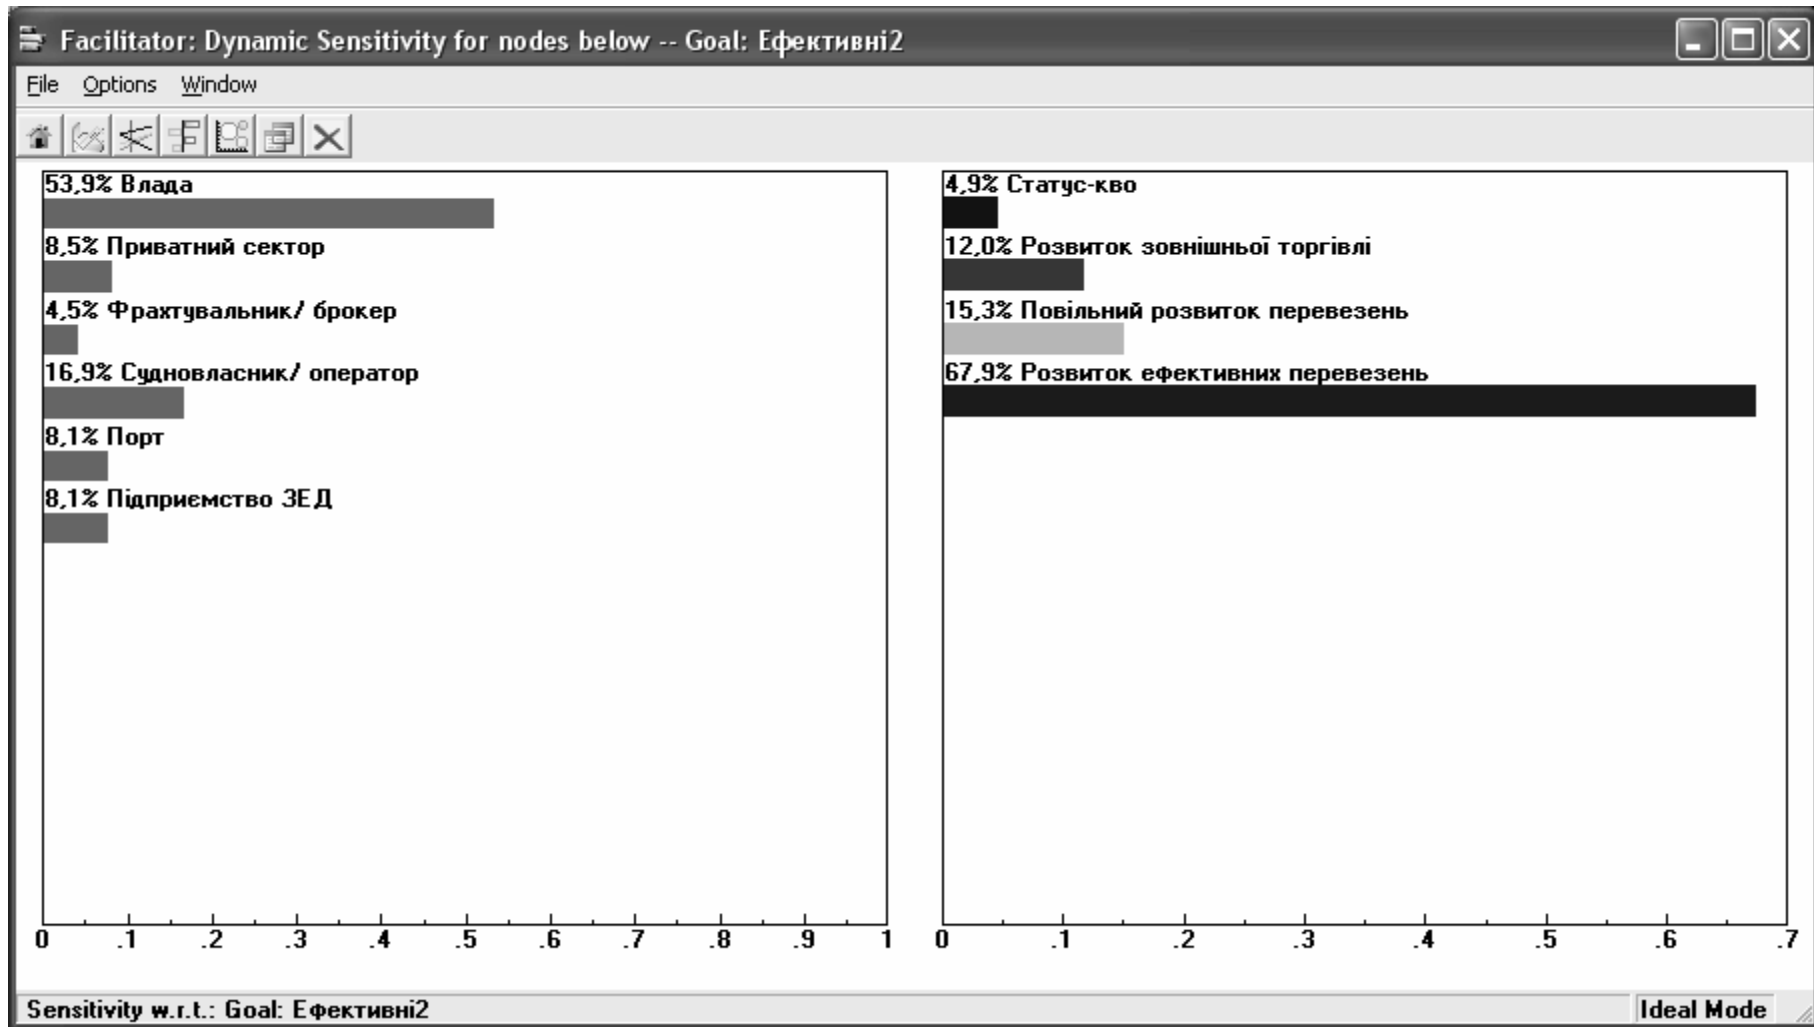 Facilitator: Dynamic Sensitivity for nodes below -- Goal: Ефективні2
File Options Window
53,9% Влада
8,5% Приватний сектор
4,5% Фрахтувальник/ брокер
16,9% Судновласник/ оператор
8,1% Порт
8,1% Підприємство ЗЕД
0 .1 .2 .3 .4 .5 .6 .7 .8 .9 1
4,9% Статус-кво
12,0% Розвиток зовнішньої торгівлі
15,3% Повільний розвиток перевезень
67,9% Розвиток ефективних перевезень
0 .1 .2 .3 .4 .5 .6 .7
Sensitivity w.r.t.: Goal: Ефективні2
Ideal Mode